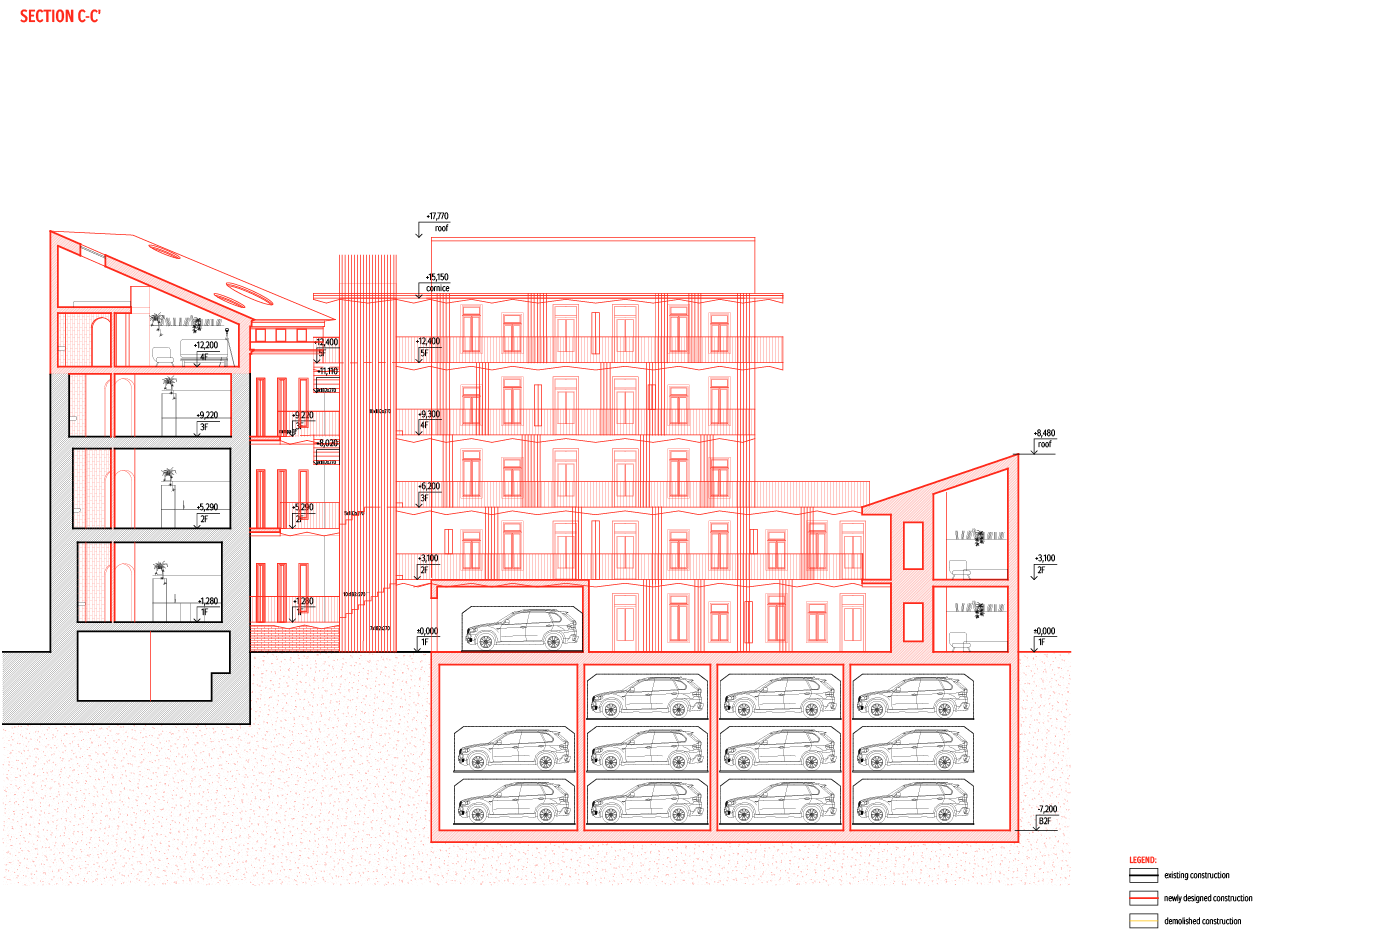 SECTION C-C'
+17,770
roof
+15,150
cornice
+12,400
5F
+12,400
5F
+12,200
4F
+11,110
+9,300
4F
+9,220
3F
+9,220
3F
+8,480
roof
+8,020
+6,200
3F
+5,290
2F
+5,290
2F
+3,100
2F
+3,100
2F
+1,280
1F
+1,280
1F
±0,000
1F
±0,000
1F
-7,200
B2F
LEGEND:
existing construction
newly designed construction
demolished construction